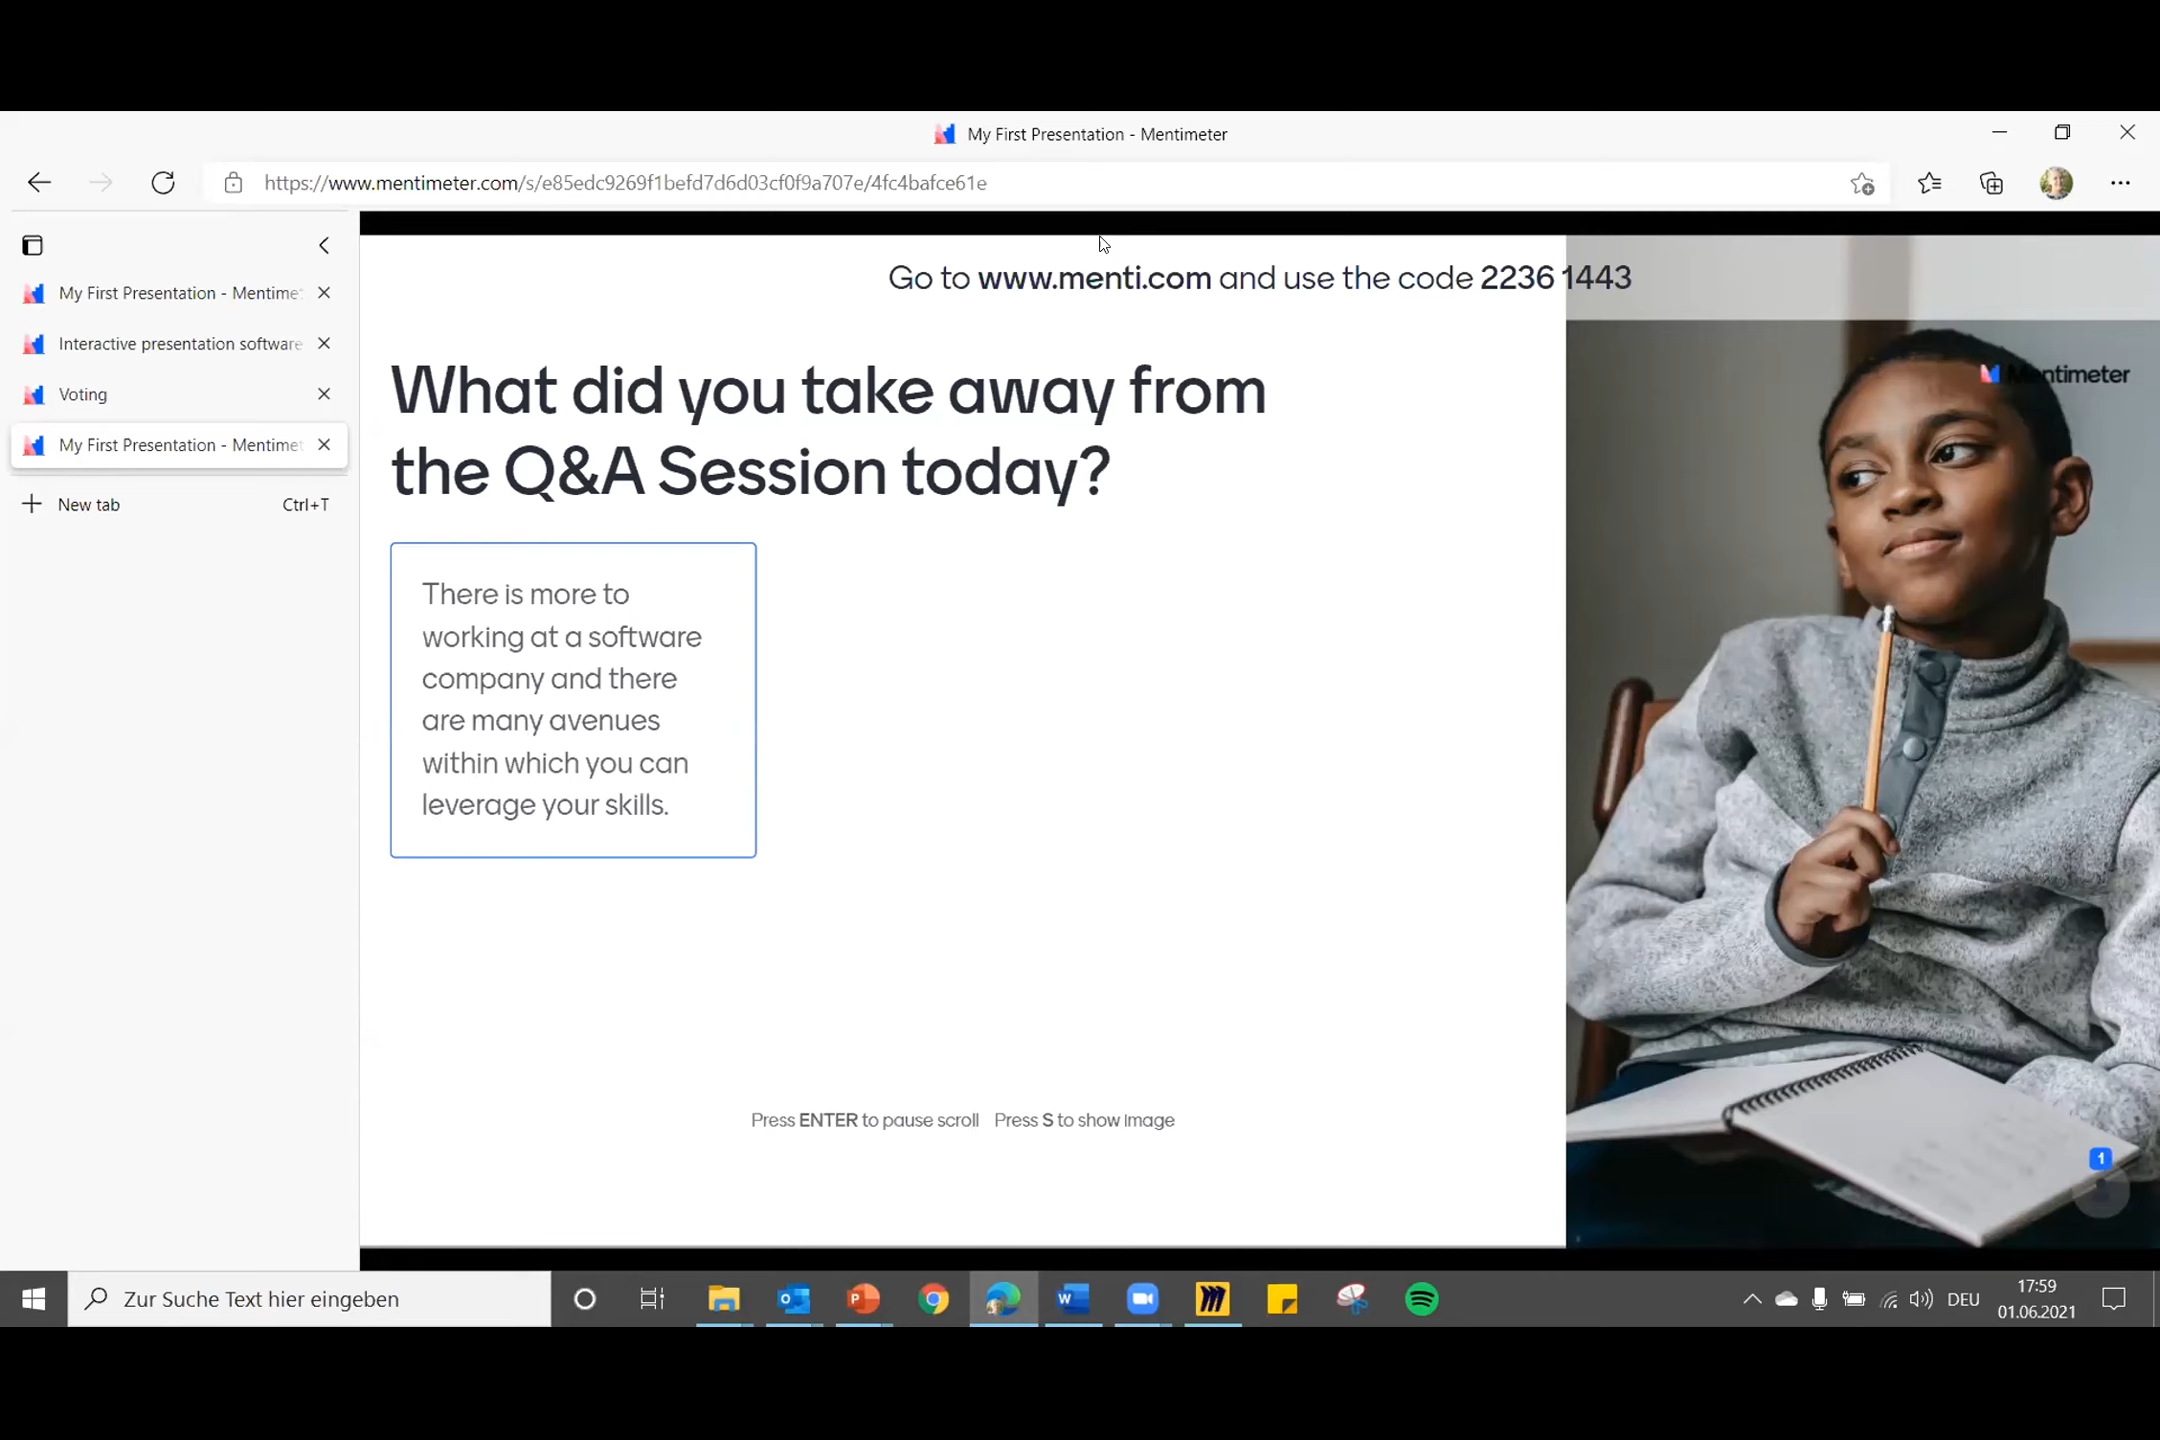 My First Presentation - Mentimeter
https://www.mentimeter.com/s/e85edc9269f1befd7d6d03cf0f9a707e/4fc4bafce61e
My First Presentation - Mentime
Interactive presentation software
Voting
My First Presentation - Mentimet
New tab Ctrl+T
Go to www.menti.com and use the code 2236 1443
Mentimeter
What did you take away from
the Q&A Session today?
There is more to
working at a software
company and there
are many avenues
within which you can
leverage your skills.
Press ENTER to pause scroll Press S to show image
1
Zur Suche Text hier eingeben
DEU
17:59
01.06.2021